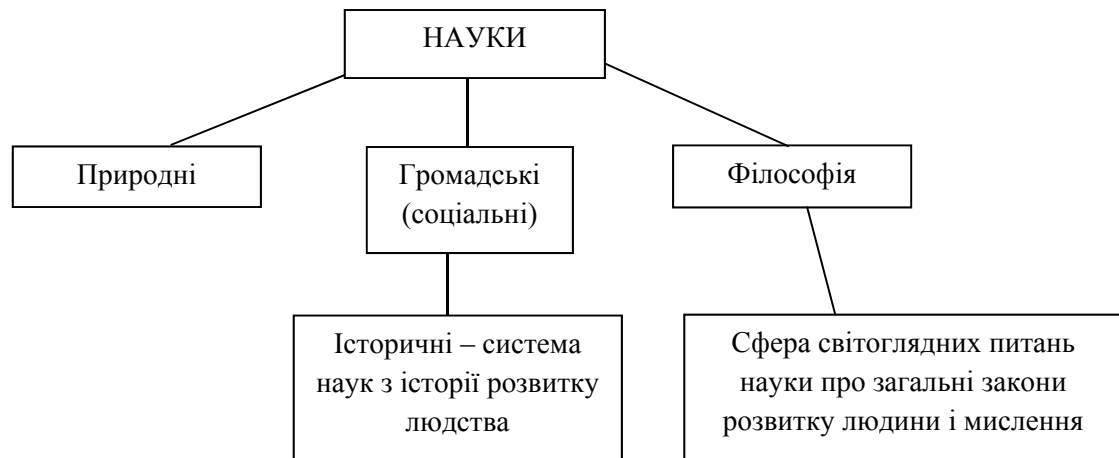 НАУКИ
Природні
Громадські
(соціальні)
Філософія
Історичні – система
наук з історії розвитку
людства
Сфера світоглядних питань
науки про загальні закони
розвитку людини і мислення